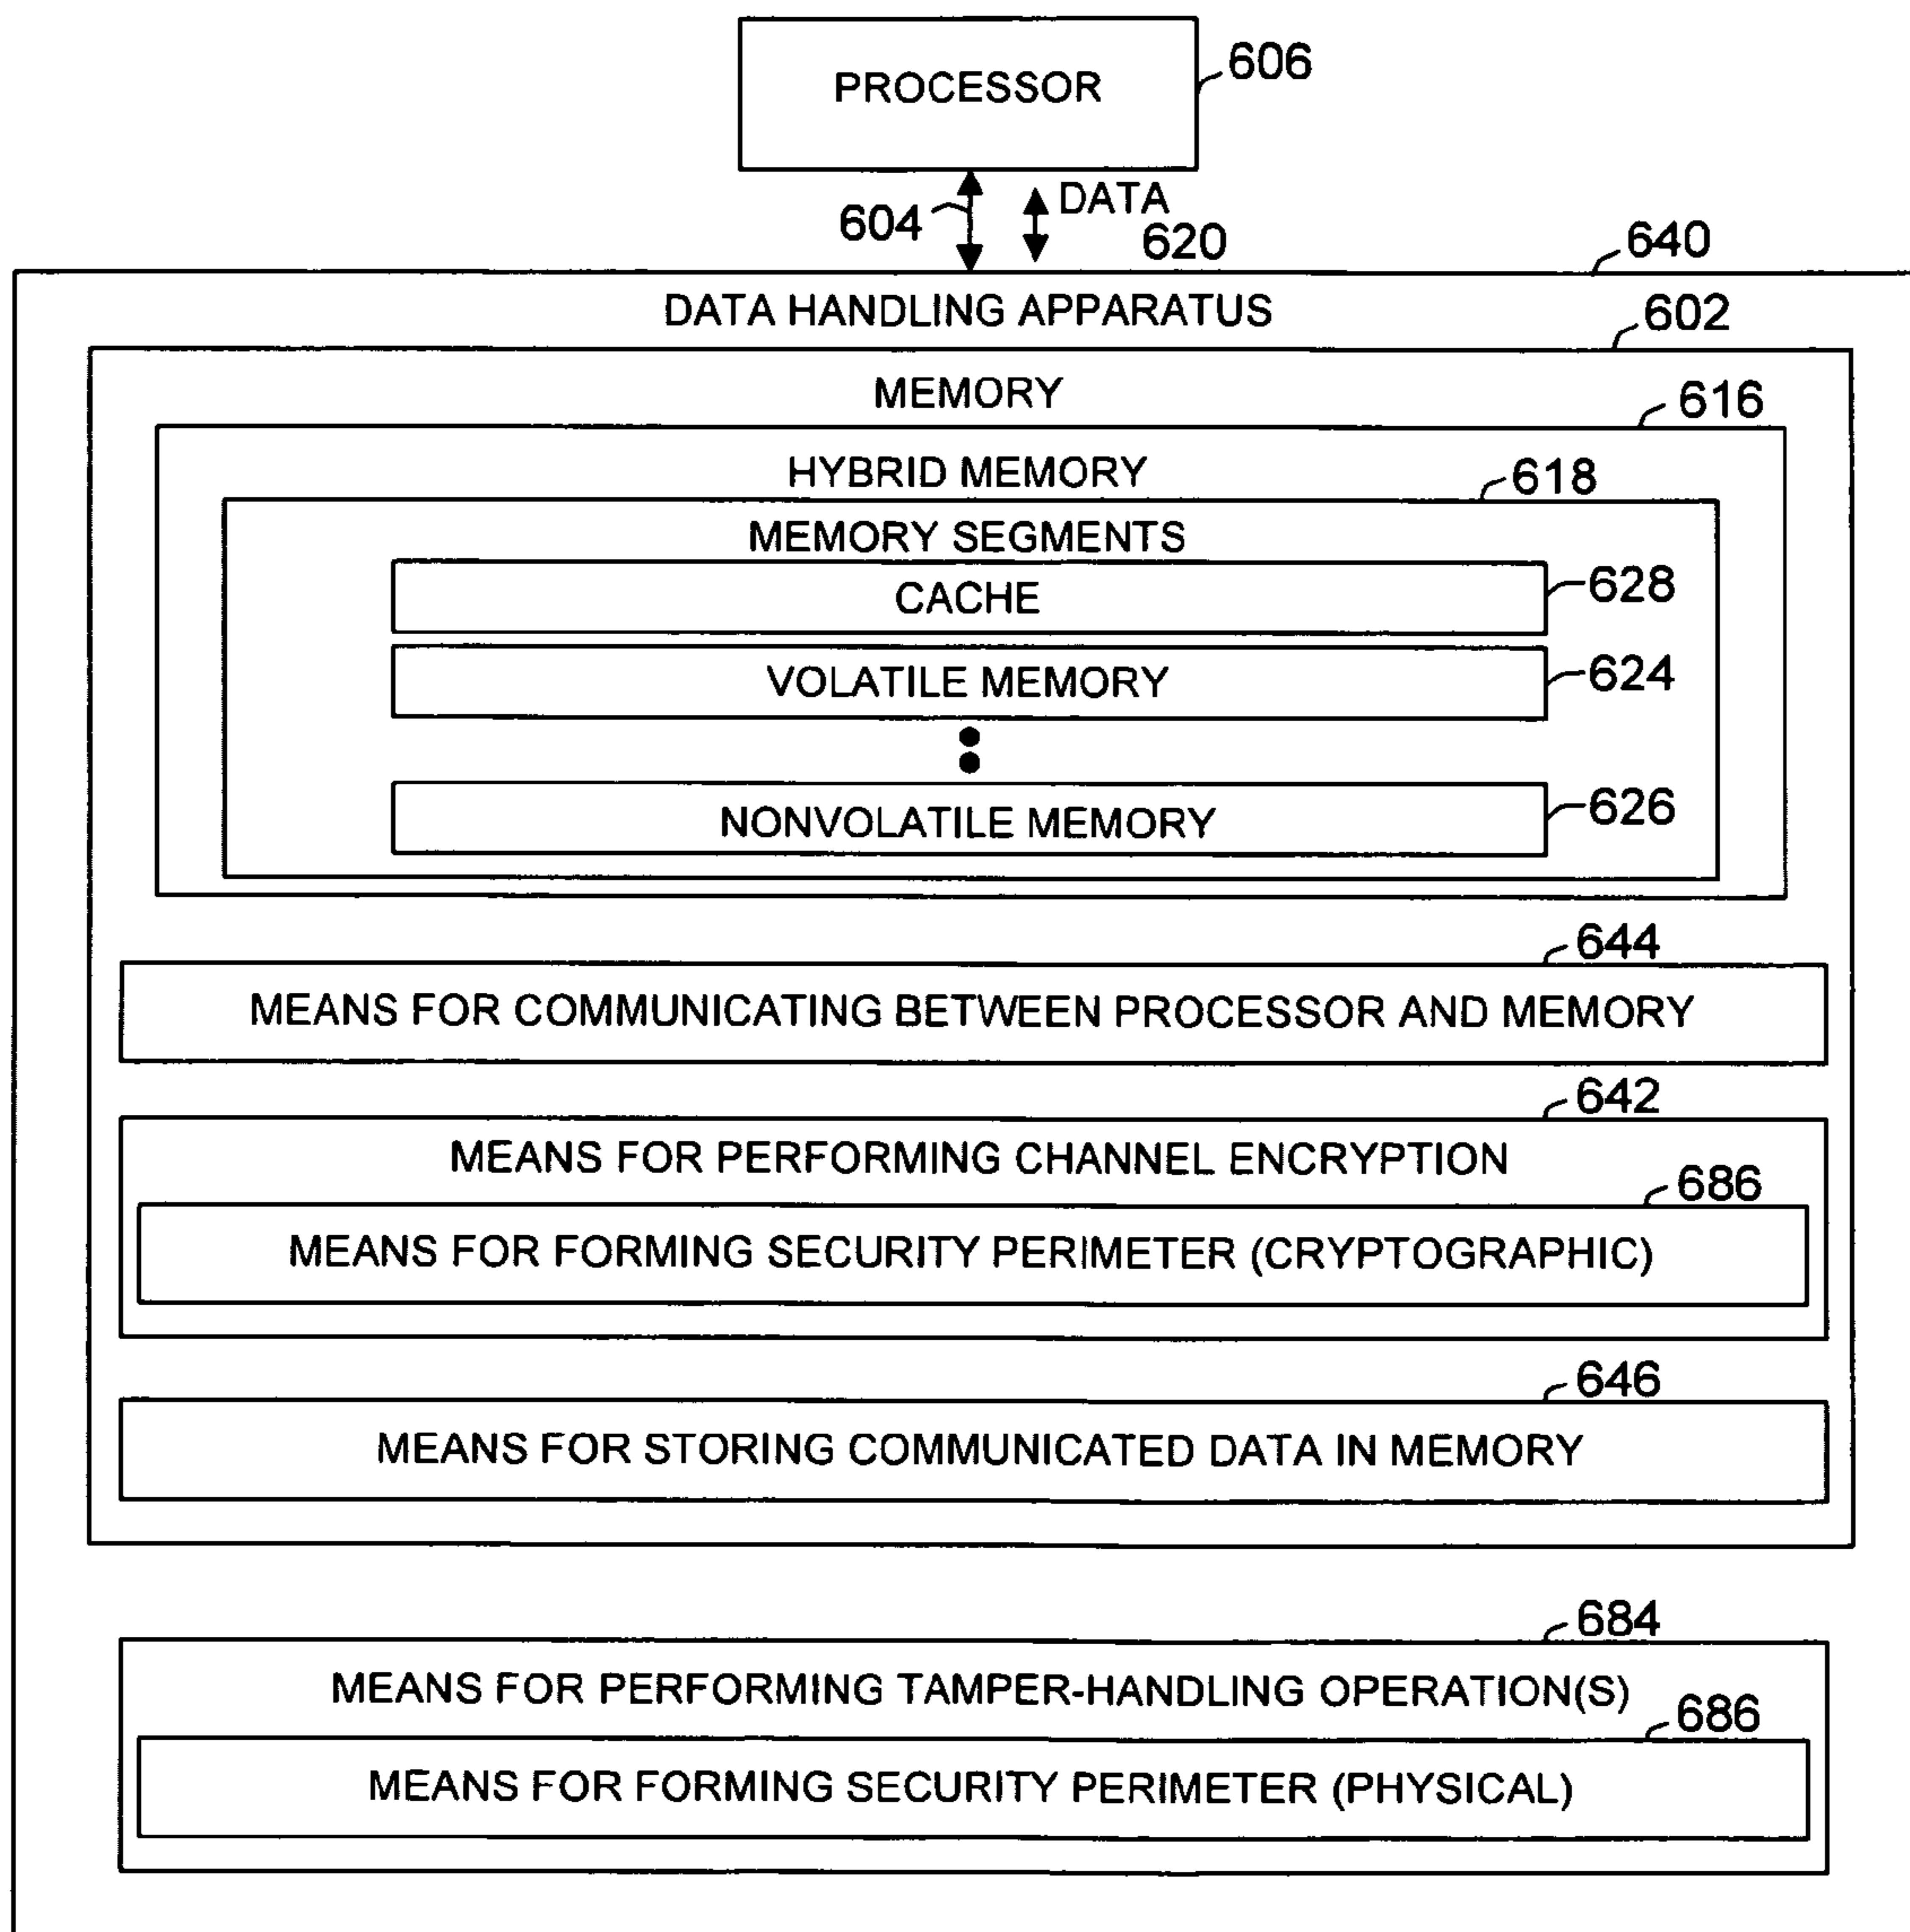 PROCESSOR
606
604
DATA
620
640
DATA HANDLING APPARATUS
602
MEMORY
616
HYBRID MEMORY
618
MEMORY SEGMENTS
CACHE
628
VOLATILE MEMORY
624
NONVOLATILE MEMORY
626
644
MEANS FOR COMMUNICATING BETWEEN PROCESSOR AND MEMORY
642
MEANS FOR PERFORMING CHANNEL ENCRYPTION
686
MEANS FOR FORMING SECURITY PERIMETER (CRYPTOGRAPHIC)
646
MEANS FOR STORING COMMUNICATED DATA IN MEMORY
684
MEANS FOR PERFORMING TAMPER-HANDLING OPERATION(S)
686
MEANS FOR FORMING SECURITY PERIMETER (PHYSICAL)